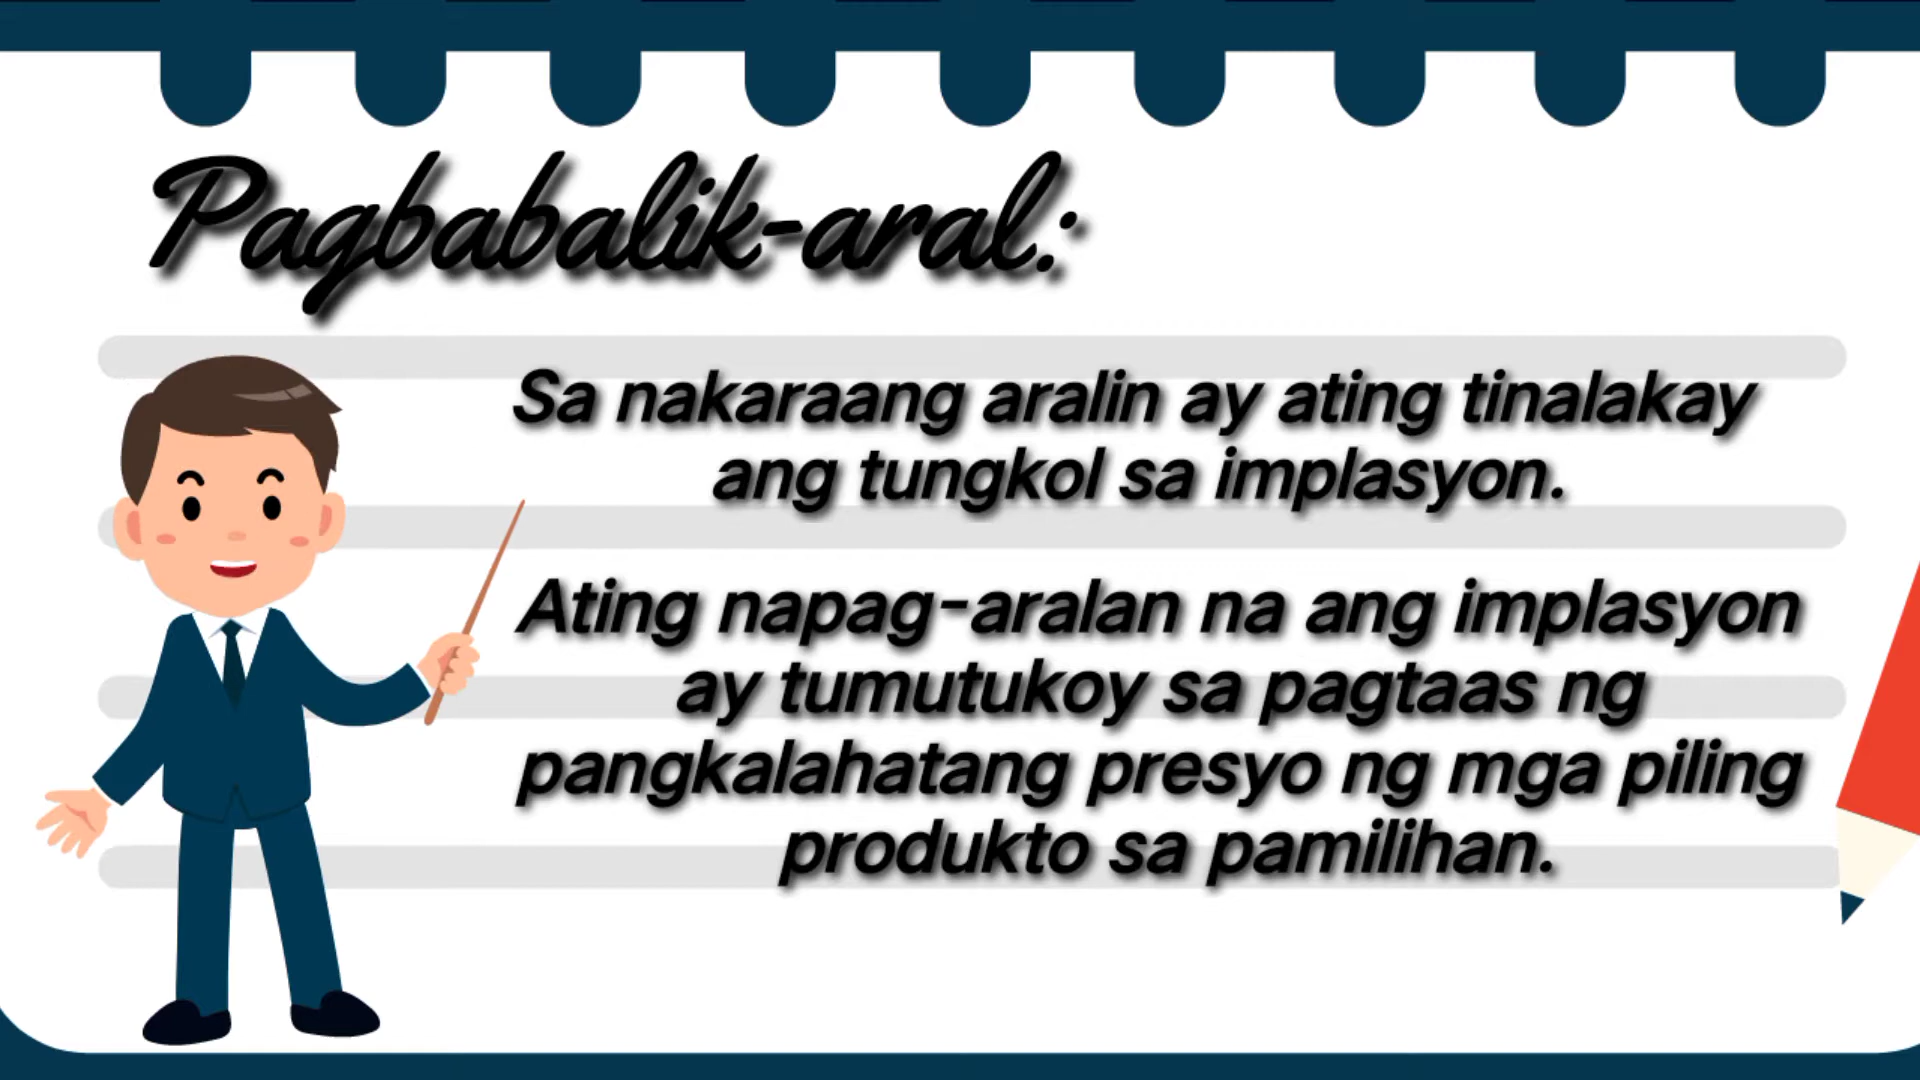 Pagbabalik-aral:
Sa nakaraang aralin ay ating tinalakay
ang tungkol sa implasyon.
Ating napag-aralan na ang implasyon
ay tumutukoy sa pagtaas ng
pangkalahatang presyo ng mga piling
produkto sa pamilihan.